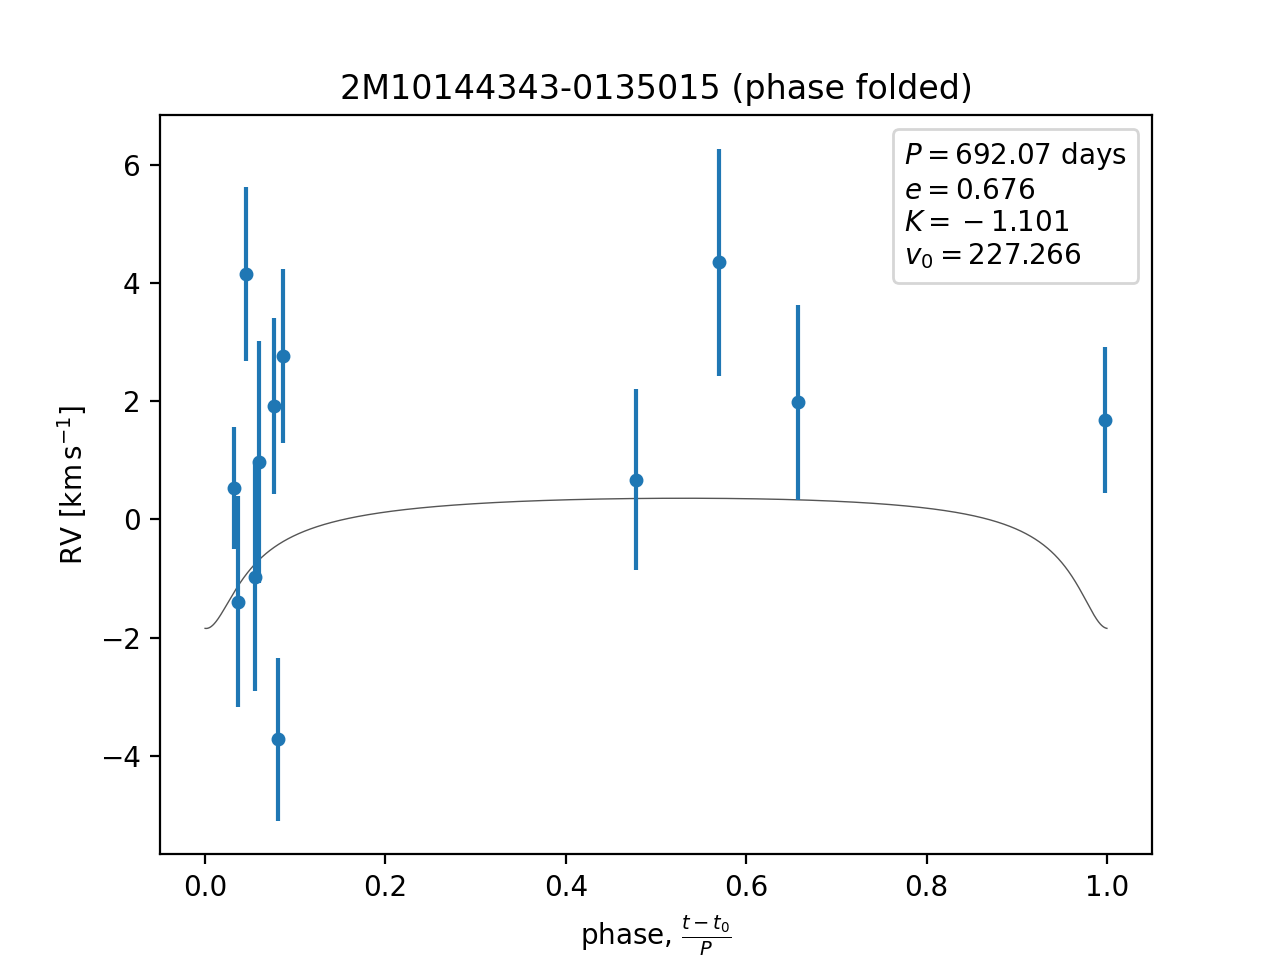 2M10144343-0135015 (phase folded)
P = 692.07 days
e = 0.676
K = −1.101
v₀ = 227.266
RV [km s⁻¹]
6
4
2
0
−2
−4
0.0 0.2 0.4 0.6 0.8 1.0
phase, (t − t₀)/P